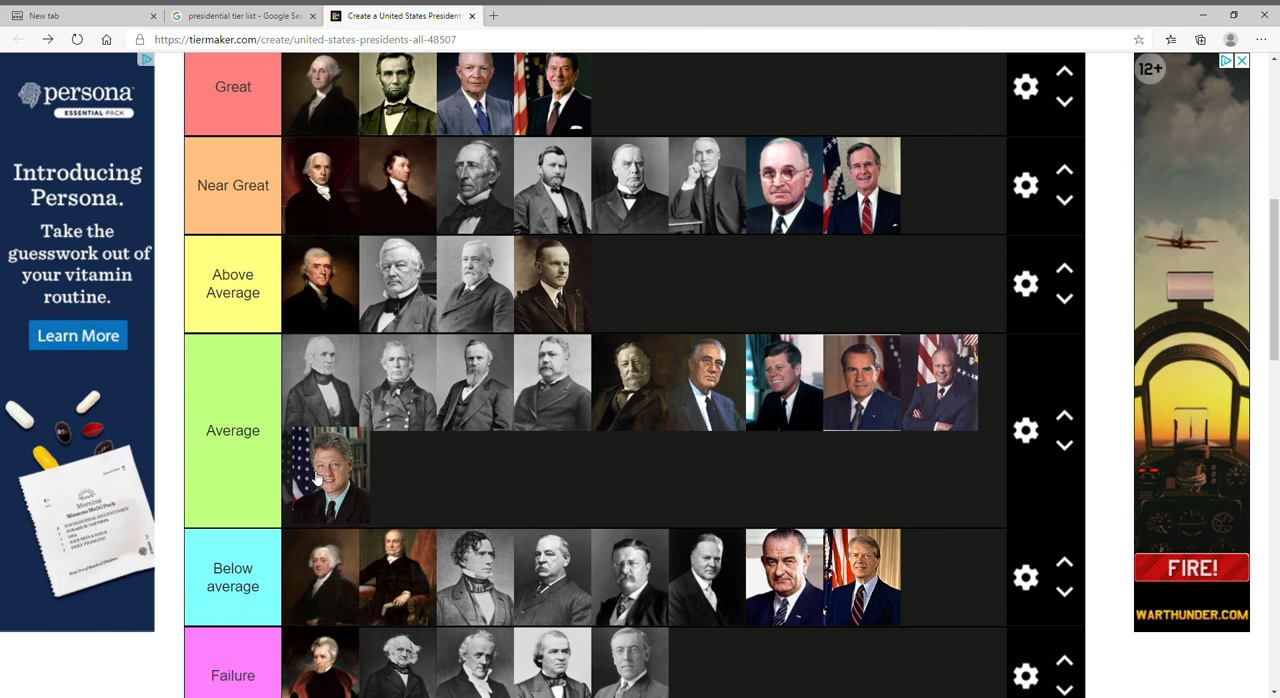 New tab
presidential tier list - Google Sea
Create a United States President
https://tiermaker.com/create/united-states-presidents-all-48507
persona
ESSENTIAL PACK
Introducing
Persona.
Take the
guesswork out of
your vitamin
routine.
Learn More
Great
Near Great
Above
Average
Average
Below
average
Failure
12+
FIRE!
WARTHUNDER.COM